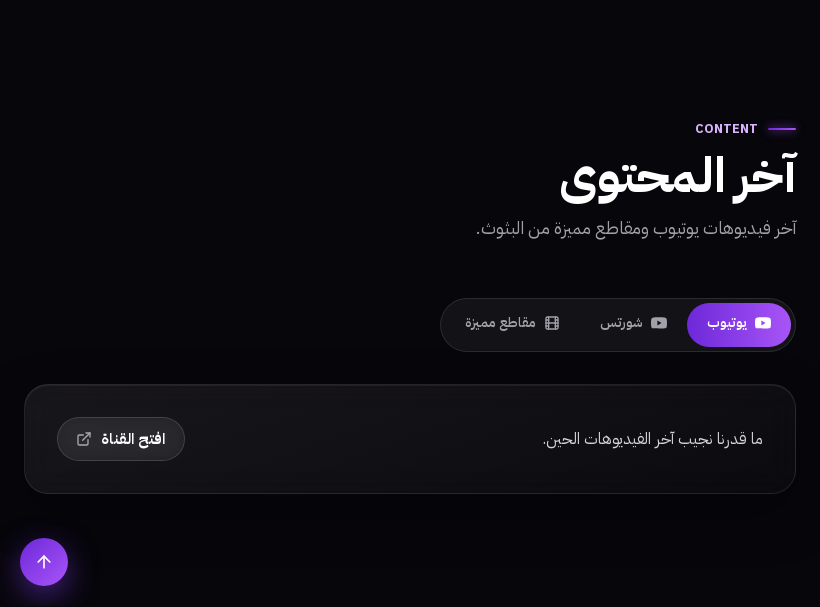 CONTENT
آخر المحتوى
آخر فيديوهات يوتيوب ومقاطع مميزة من البثوث.
يوتيوب
شورتس
مقاطع مميزة
ما قدرنا نجيب آخر الفيديوهات الحين.
افتح القناة